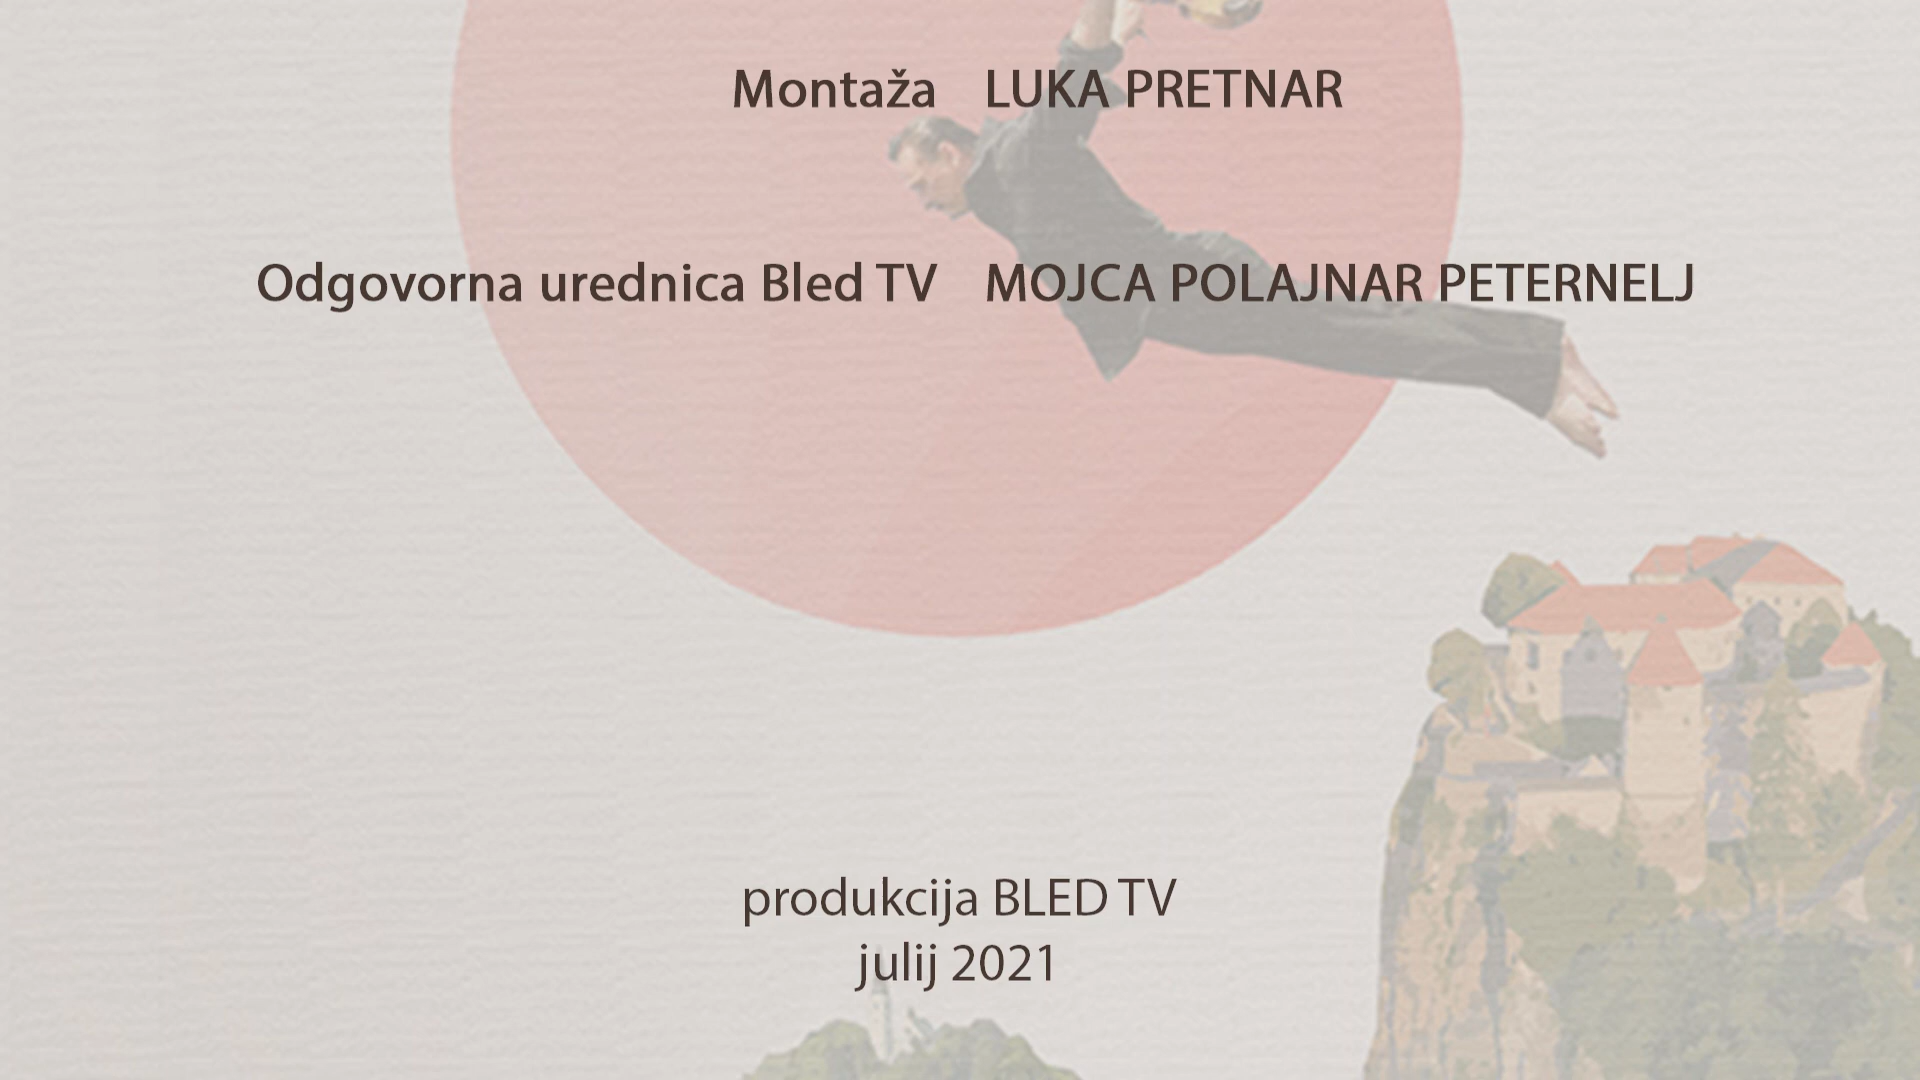 Montaža LUKA PRETNAR
Odgovorna urednica Bled TV MOJCA POLAJNAR PETERNELJ
produkcija BLED TV
julij 2021